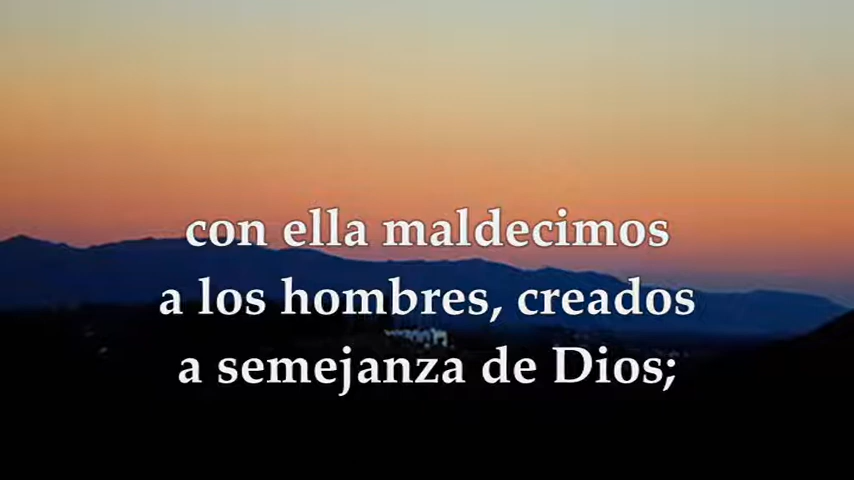 con ella maldecimos
a los hombres, creados
a semejanza de Dios;